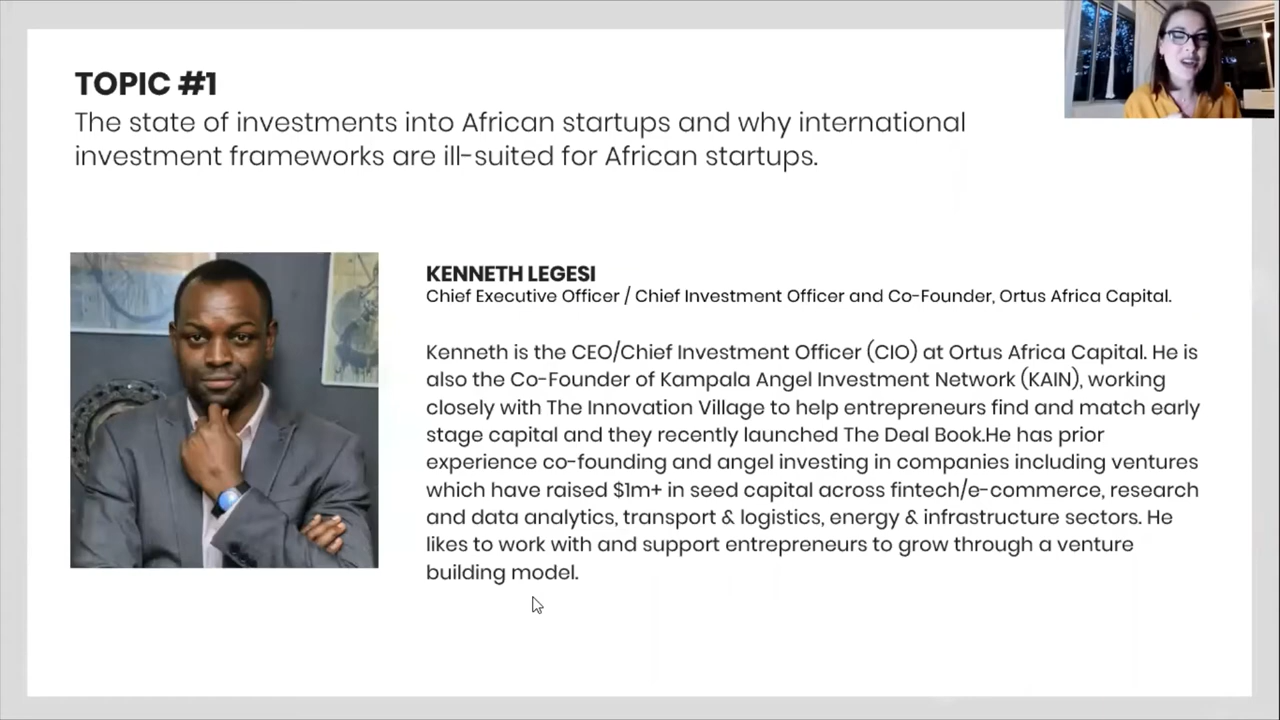 TOPIC #1
The state of investments into African startups and why international
investment frameworks are ill-suited for African startups.
KENNETH LEGESI
Chief Executive Officer / Chief Investment Officer and Co-Founder, Ortus Africa Capital.
Kenneth is the CEO/Chief Investment Officer (CIO) at Ortus Africa Capital. He is
also the Co-Founder of Kampala Angel Investment Network (KAIN), working
closely with The Innovation Village to help entrepreneurs find and match early
stage capital and they recently launched The Deal Book.He has prior
experience co-founding and angel investing in companies including ventures
which have raised $1m+ in seed capital across fintech/e-commerce, research
and data analytics, transport & logistics, energy & infrastructure sectors. He
likes to work with and support entrepreneurs to grow through a venture
building model.